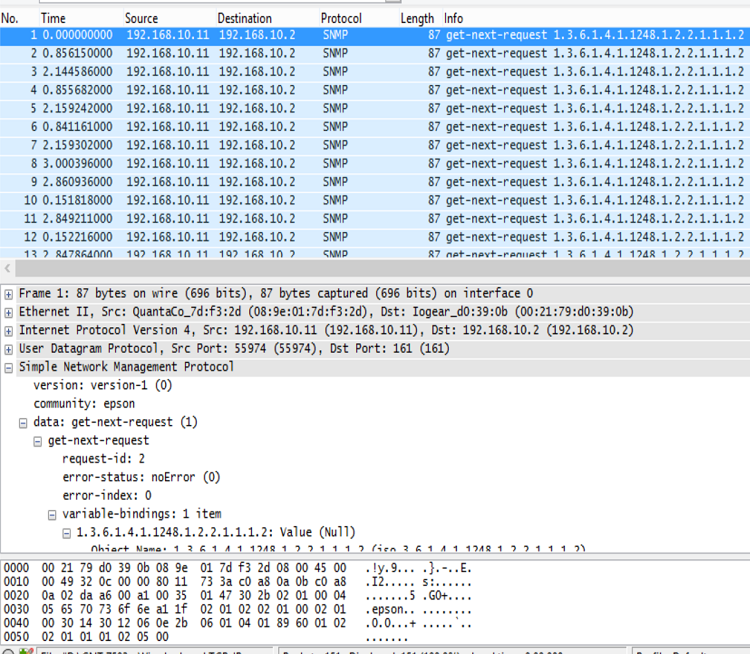 No. Time Source Destination Protocol Length Info
1 0.000000000 192.168.10.11 192.168.10.2 SNMP 87 get-next-request 1.3.6.1.4.1.1248.1.2.2.1.1.1.2
2 0.856150000 192.168.10.11 192.168.10.2 SNMP 87 get-next-request 1.3.6.1.4.1.1248.1.2.2.1.1.1.2
3 2.144586000 192.168.10.11 192.168.10.2 SNMP 87 get-next-request 1.3.6.1.4.1.1248.1.2.2.1.1.1.2
4 0.855682000 192.168.10.11 192.168.10.2 SNMP 87 get-next-request 1.3.6.1.4.1.1248.1.2.2.1.1.1.2
5 2.159242000 192.168.10.11 192.168.10.2 SNMP 87 get-next-request 1.3.6.1.4.1.1248.1.2.2.1.1.1.2
6 0.841161000 192.168.10.11 192.168.10.2 SNMP 87 get-next-request 1.3.6.1.4.1.1248.1.2.2.1.1.1.2
7 2.159302000 192.168.10.11 192.168.10.2 SNMP 87 get-next-request 1.3.6.1.4.1.1248.1.2.2.1.1.1.2
8 3.000396000 192.168.10.11 192.168.10.2 SNMP 87 get-next-request 1.3.6.1.4.1.1248.1.2.2.1.1.1.2
9 2.860936000 192.168.10.11 192.168.10.2 SNMP 87 get-next-request 1.3.6.1.4.1.1248.1.2.2.1.1.1.2
10 0.151818000 192.168.10.11 192.168.10.2 SNMP 87 get-next-request 1.3.6.1.4.1.1248.1.2.2.1.1.1.2
11 2.849211000 192.168.10.11 192.168.10.2 SNMP 87 get-next-request 1.3.6.1.4.1.1248.1.2.2.1.1.1.2
12 0.152216000 192.168.10.11 192.168.10.2 SNMP 87 get-next-request 1.3.6.1.4.1.1248.1.2.2.1.1.1.2
13 2.847864000 192.168.10.11 192.168.10.2 SNMP 87 get-next-request 1.3.6.1.4.1.1248.1.2.2.1.1.1.2
Frame 1: 87 bytes on wire (696 bits), 87 bytes captured (696 bits) on interface 0
Ethernet II, Src: QuantaCo_7d:f3:2d (08:9e:01:7d:f3:2d), Dst: Iogear_d0:39:0b (00:21:79:d0:39:0b)
Internet Protocol Version 4, Src: 192.168.10.11 (192.168.10.11), Dst: 192.168.10.2 (192.168.10.2)
User Datagram Protocol, Src Port: 55974 (55974), Dst Port: 161 (161)
Simple Network Management Protocol
version: version-1 (0)
community: epson
data: get-next-request (1)
get-next-request
request-id: 2
error-status: noError (0)
error-index: 0
variable-bindings: 1 item
1.3.6.1.4.1.1248.1.2.2.1.1.1.2: Value (Null)
Object Name: 1.3.6.1.4.1.1248.1.2.2.1.1.1.2 (iso.3.6.1.4.1.1248.1.2.2.1.1.1.2)
0000 00 21 79 d0 39 0b 08 9e 01 7d f3 2d 08 00 45 00 .!y.9... .}.-..E.
0010 00 49 32 0c 00 00 80 11 73 3a c0 a8 0a 0b c0 a8 .I2..... s:......
0020 0a 02 da a6 00 a1 00 35 01 47 30 2b 02 01 00 04 .......5 .G0+....
0030 05 65 70 73 6f 6e a1 1f 02 01 02 02 01 00 02 01 .epson.. ........
0040 00 30 14 30 12 06 0e 2b 06 01 04 01 89 60 01 02 .0.0...+ .....`..
0050 02 01 01 01 02 05 00 .......